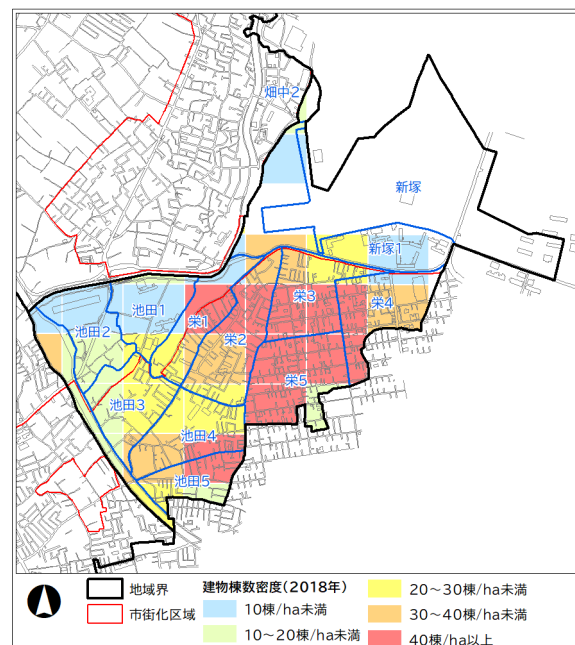 畑中2
新塚
新塚1
栄3
池田1
栄4
栄1
池田2
栄2
栄5
池田3
池田4
池田5
地域界
市街化区域
建物棟数密度(2018年)
10棟/ha未満
10～20棟/ha未満
20～30棟/ha未満
30～40棟/ha未満
40棟/ha以上